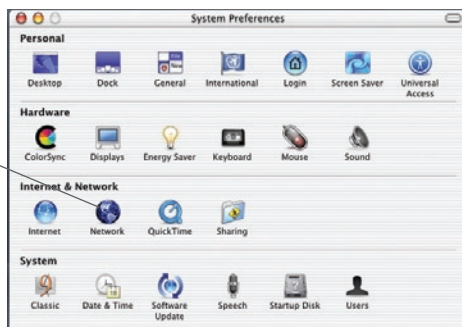 System Preferences
Personal
Desktop Dock General International Login Screen Saver Universal Access
Hardware
ColorSync Displays Energy Saver Keyboard Mouse Sound
Internet & Network
Internet Network QuickTime Sharing
System
Classic Date & Time Software Update Speech Startup Disk Users